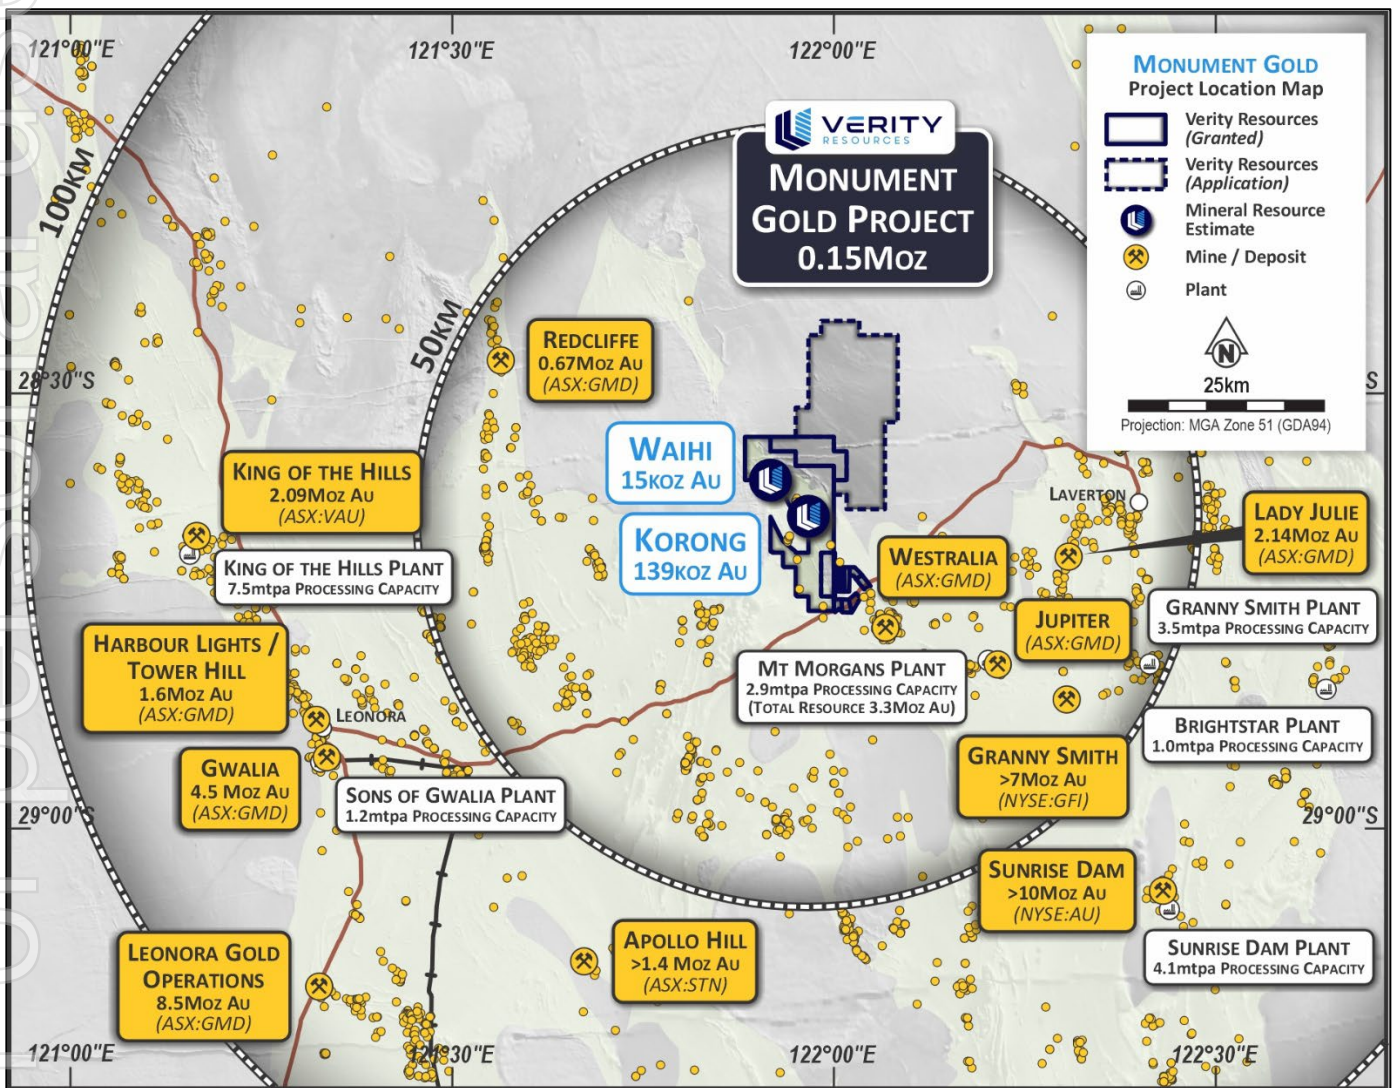 121°00"E
121°30"E
122°00"E
MONUMENT GOLD
Project Location Map
Verity Resources
(Granted)
Verity Resources
(Application)
Mineral Resource
Estimate
Mine / Deposit
Plant
N
25km
Projection: MGA Zone 51 (GDA94)
VERITY
RESOURCES
MONUMENT
GOLD PROJECT
0.15MOZ
100KM
50KM
28°30"S
S
REDCLIFFE
0.67MOZ AU
(ASX:GMD)
WAIHI
15KOZ AU
KORONG
139KOZ AU
KING OF THE HILLS
2.09MOZ AU
(ASX:VAU)
KING OF THE HILLS PLANT
7.5mtpa PROCESSING CAPACITY
LAVERTON
LADY JULIE
2.14MOZ AU
(ASX:GMD)
WESTRALIA
(ASX:GMD)
JUPITER
(ASX:GMD)
GRANNY SMITH PLANT
3.5mtpa PROCESSING CAPACITY
HARBOUR LIGHTS /
TOWER HILL
1.6MOZ AU
(ASX:GMD)
LEONORA
MT MORGANS PLANT
2.9mtpa PROCESSING CAPACITY
(TOTAL RESOURCE 3.3MOZ AU)
BRIGHTSTAR PLANT
1.0mtpa PROCESSING CAPACITY
GWALIA
4.5 MOZ AU
(ASX:GMD)
SONS OF GWALIA PLANT
1.2mtpa PROCESSING CAPACITY
GRANNY SMITH
>7MOZ AU
(NYSE:GFI)
29°00"S
29°00"S
SUNRISE DAM
>10MOZ AU
(NYSE:AU)
SUNRISE DAM PLANT
4.1mtpa PROCESSING CAPACITY
LEONORA GOLD
OPERATIONS
8.5MOZ AU
(ASX:GMD)
APOLLO HILL
>1.4 MOZ AU
(ASX:STN)
121°00"E
121°30"E
122°00"E
122°30"E